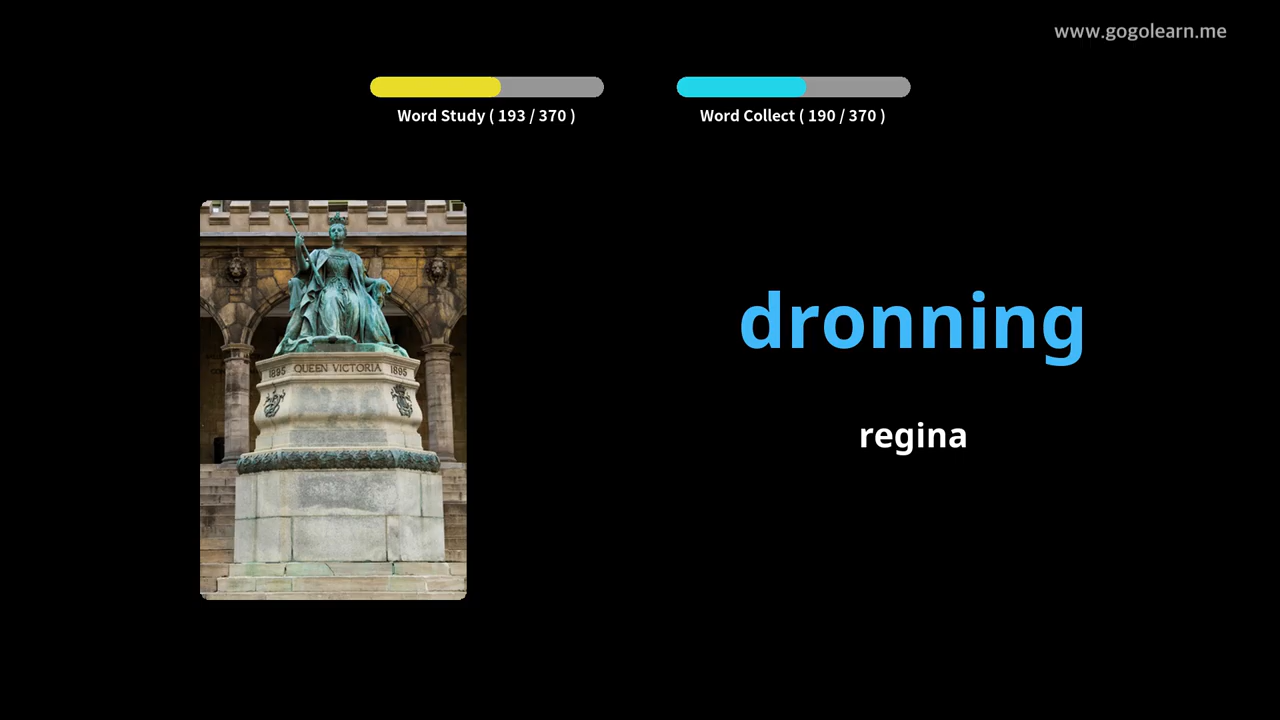 www.gogolearn.me
Word Study ( 193 / 370 )
Word Collect ( 190 / 370 )
1895 QUEEN VICTORIA 1895
dronning
regina